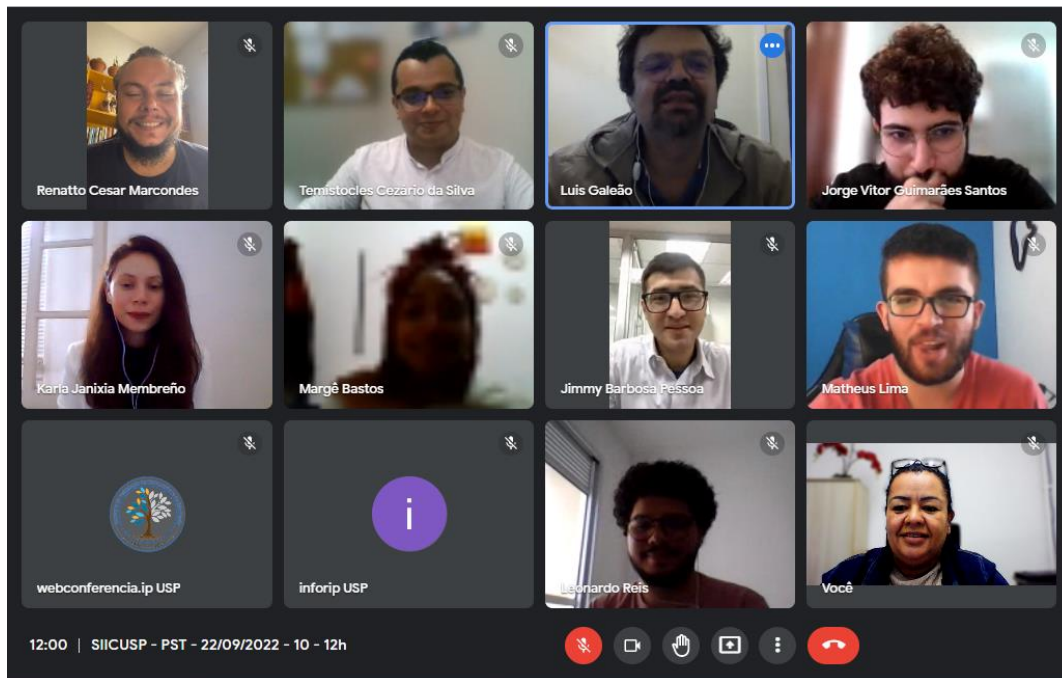 Renatto Cesar Marcondes
Temistocles Cezario da Silva
Luis Galeão
Jorge Vitor Guimarães Santos
Karla Janixia Membreño
Margê Bastos
Jimmy Barbosa Pessoa
Matheus Lima
webconferencia.ip USP
i
inforip USP
Leonardo Reis
Você
12:00 | SIICUSP - PST - 22/09/2022 - 10 - 12h